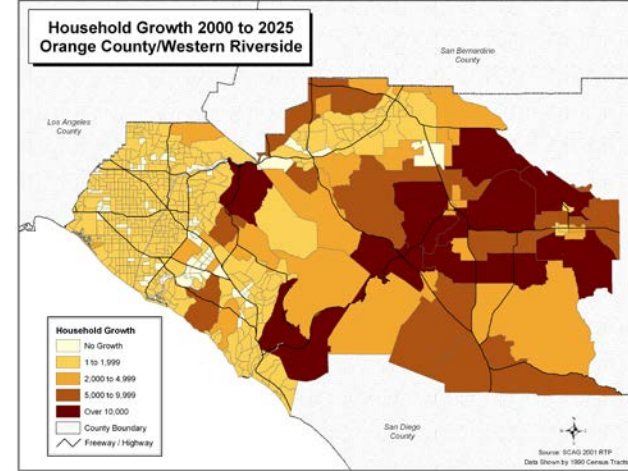 Household Growth 2000 to 2025
Orange County/Western Riverside
San Bernardino
County
Los Angeles
County
Household Growth
No Growth
1 to 1,999
2,000 to 4,999
5,000 to 9,999
Over 10,000
County Boundary
Freeway / Highway
San Diego
County
Source: SCAG 2001 RTP
Data Shown by 1990 Census Tracts